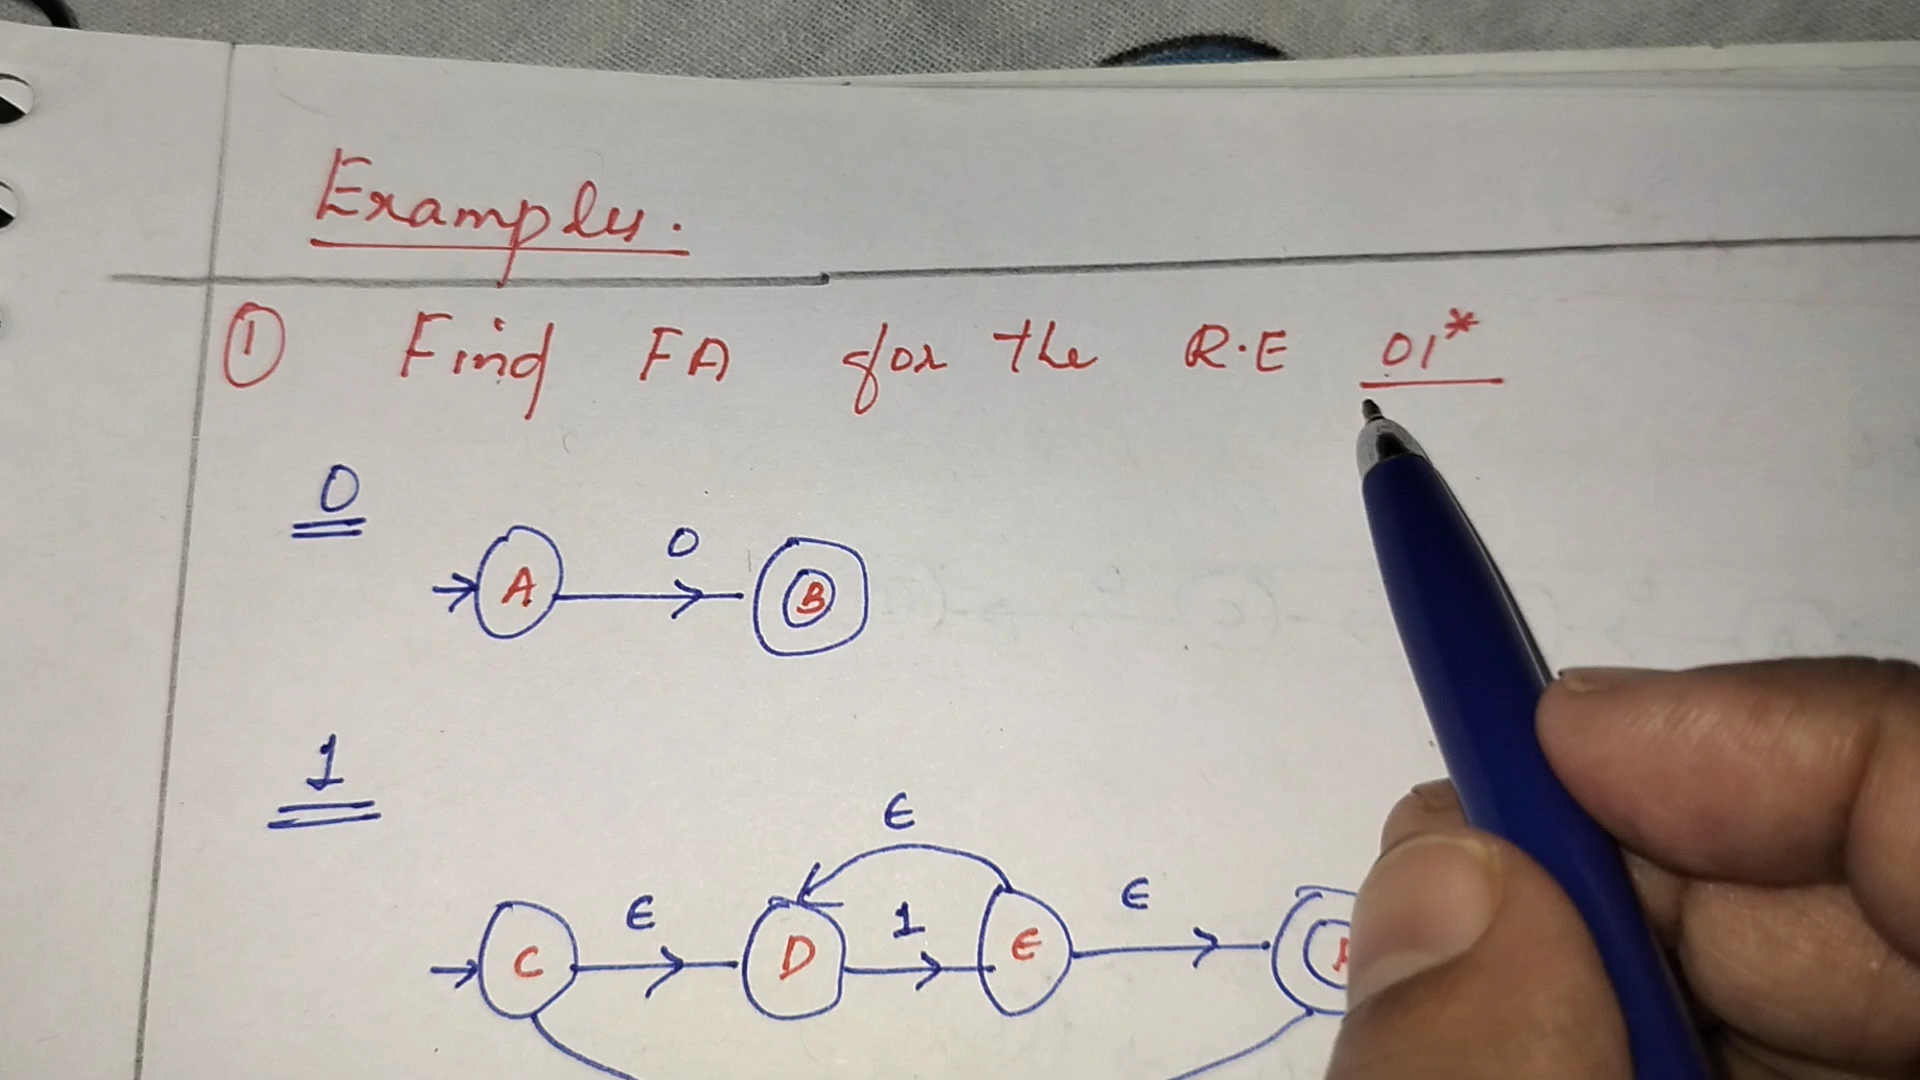 Examples.
① Find FA for the R.E 01*
0
0
A B
1
ϵ
ϵ 1 ϵ
C D E